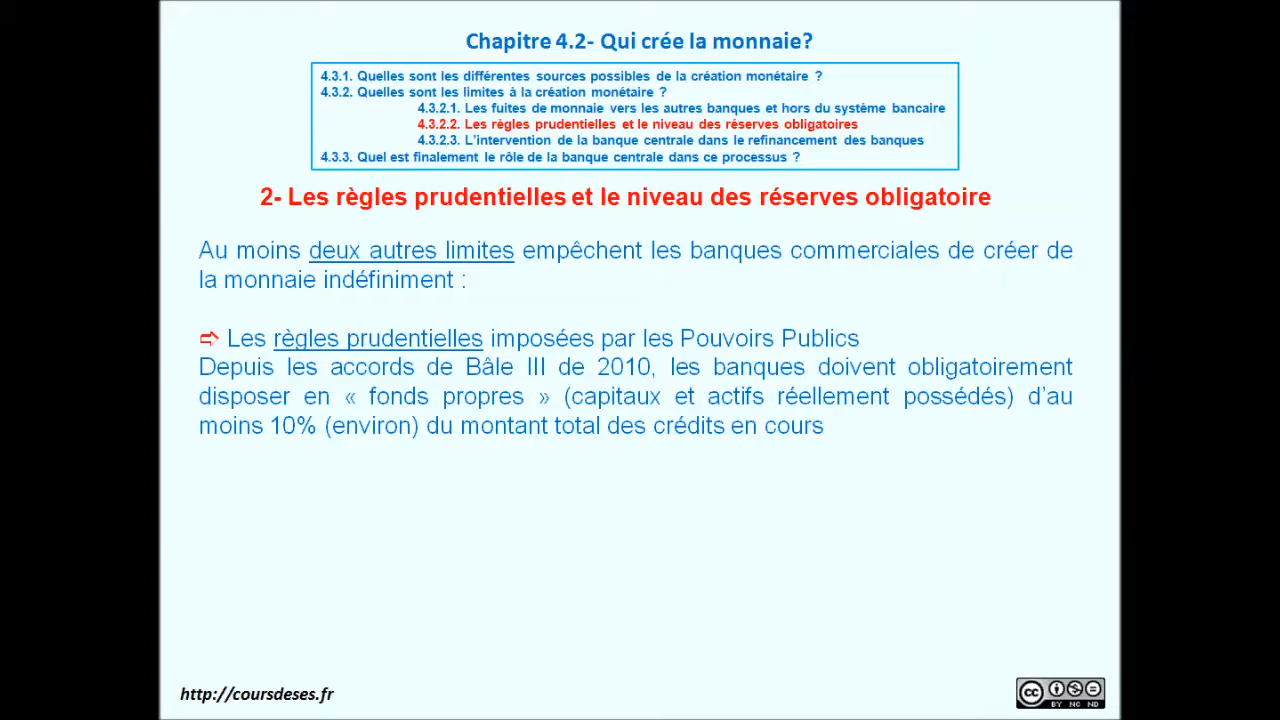 Chapitre 4.2- Qui crée la monnaie?
4.3.1. Quelles sont les différentes sources possibles de la création monétaire ?
4.3.2. Quelles sont les limites à la création monétaire ?
4.3.2.1. Les fuites de monnaie vers les autres banques et hors du système bancaire
4.3.2.2. Les règles prudentielles et le niveau des réserves obligatoires
4.3.2.3. L'intervention de la banque centrale dans le refinancement des banques
4.3.3. Quel est finalement le rôle de la banque centrale dans ce processus ?
2- Les règles prudentielles et le niveau des réserves obligatoire
Au moins deux autres limites empêchent les banques commerciales de créer de
la monnaie indéfiniment :
➪ Les règles prudentielles imposées par les Pouvoirs Publics
Depuis les accords de Bâle III de 2010, les banques doivent obligatoirement
disposer en « fonds propres » (capitaux et actifs réellement possédés) d'au
moins 10% (environ) du montant total des crédits en cours
http://coursdeses.fr
cc
BY NC ND